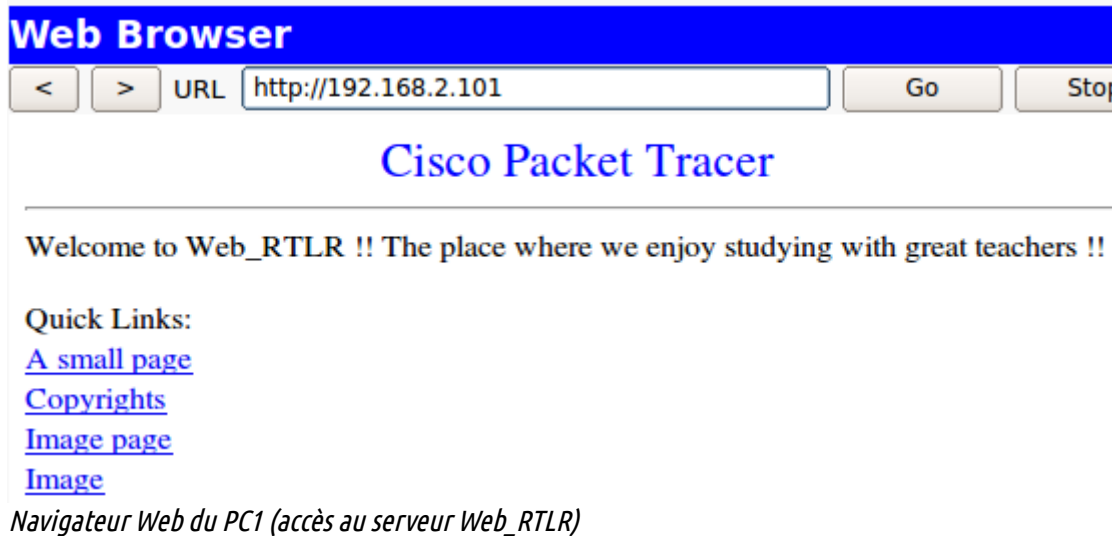 Web Browser
< > URL http://192.168.2.101 Go Stop
Cisco Packet Tracer
Welcome to Web_RTLR !! The place where we enjoy studying with great teachers !!
Quick Links:
A small page
Copyrights
Image page
Image
Navigateur Web du PC1 (accès au serveur Web_RTLR)